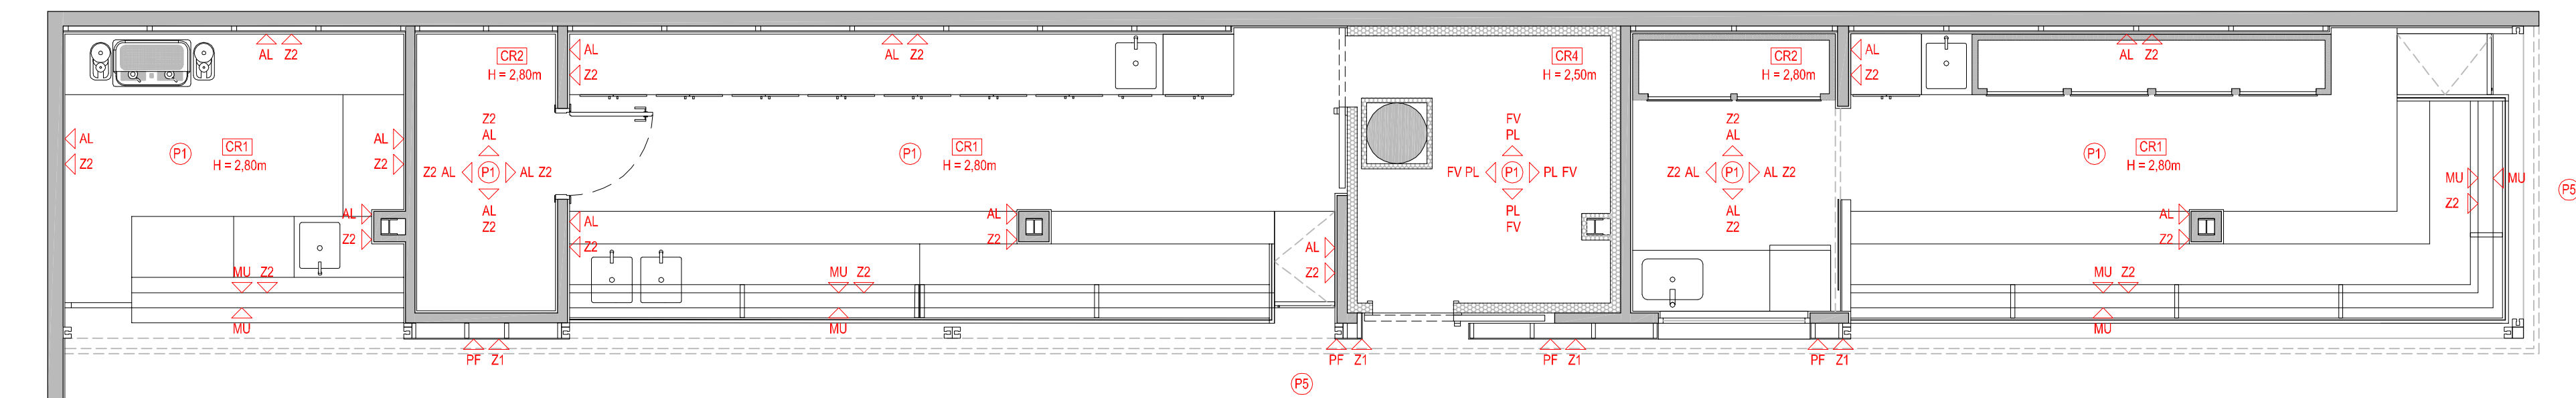 AL Z2
CR2
H = 2,80m
AL
Z2
AL Z2
CR4
H = 2,50m
CR2
H = 2,80m
AL
Z2
AL Z2
AL
Z2
P1
CR1
H = 2,80m
AL
Z2
Z2
AL
Z2 AL P1 AL Z2
AL
Z2
P1
CR1
H = 2,80m
FV
PL
FV PL P1 PL FV
PL
FV
Z2
AL
Z2 AL P1 AL Z2
AL
Z2
P1
CR1
H = 2,80m
MU
Z2
MU
P5
AL
Z2
AL
Z2
AL
Z2
AL
Z2
AL
Z2
MU Z2
MU
MU Z2
MU
MU Z2
MU
PF Z1
PF Z1
PF Z1
PF Z1
P5